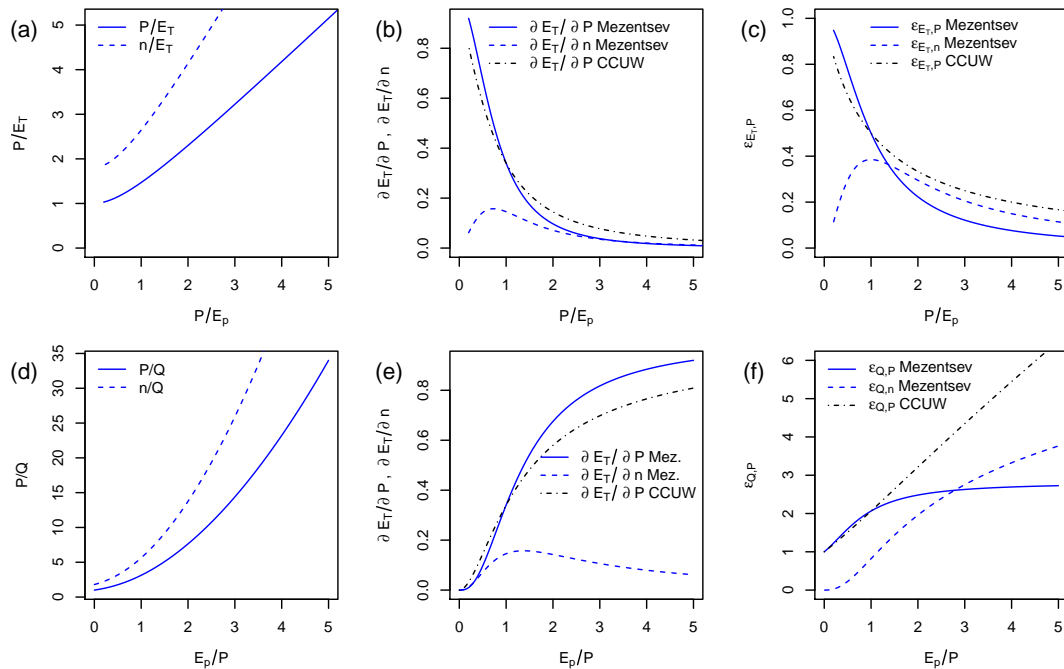 (a)
P/E_T
n/E_T
P/E_T
0 1 2 3 4 5
0 1 2 3 4 5
P/E_p
(b)
∂ E_T/ ∂ P Mezentsev
∂ E_T/ ∂ n Mezentsev
∂ E_T/ ∂ P CCUW
∂ E_T/∂ P , ∂ E_T/∂ n
0.0 0.2 0.4 0.6 0.8
0 1 2 3 4 5
P/E_p
(c)
ε_{E_T,P} Mezentsev
ε_{E_T,n} Mezentsev
ε_{E_T,P} CCUW
ε_{E_T,P}
0.0 0.2 0.4 0.6 0.8 1.0
0 1 2 3 4 5
P/E_p
(d)
P/Q
n/Q
P/Q
0 5 10 15 20 25 30 35
0 1 2 3 4 5
E_p/P
(e)
∂ E_T/ ∂ P Mez.
∂ E_T/ ∂ n Mez.
∂ E_T/ ∂ P CCUW
∂ E_T/∂ P , ∂ E_T/∂ n
0.0 0.2 0.4 0.6 0.8
0 1 2 3 4 5
E_p/P
(f)
ε_{Q,P} Mezentsev
ε_{Q,n} Mezentsev
ε_{Q,P} CCUW
ε_{Q,P}
0 1 2 3 4 5 6
0 1 2 3 4 5
E_p/P